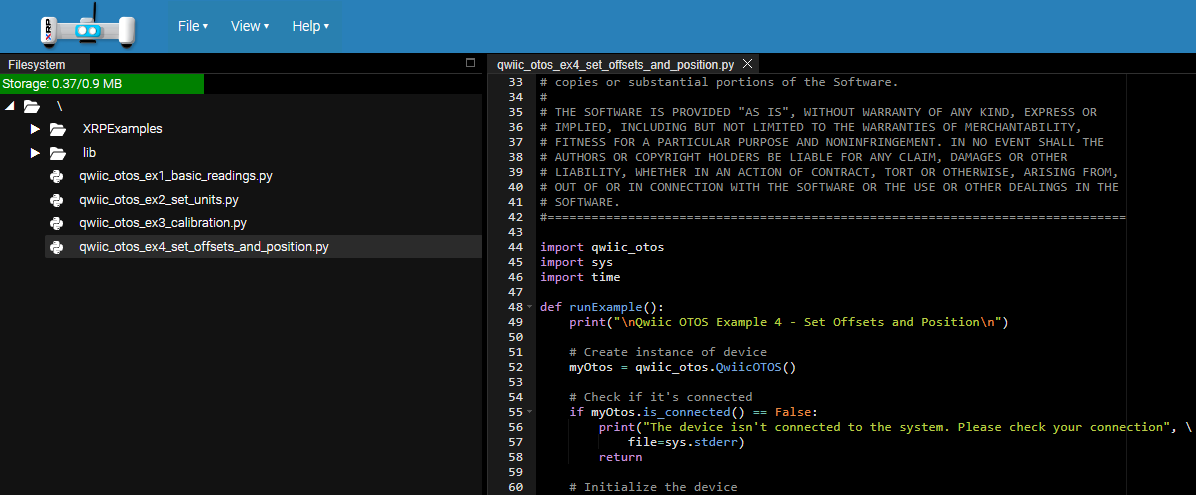 XRP
File ▾ View ▾ Help ▾
Filesystem
Storage: 0.37/0.9 MB
\
XRPExamples
lib
qwiic_otos_ex1_basic_readings.py
qwiic_otos_ex2_set_units.py
qwiic_otos_ex3_calibration.py
qwiic_otos_ex4_set_offsets_and_position.py
qwiic_otos_ex4_set_offsets_and_position.py
33 # copies or substantial portions of the Software.
34 #
35 # THE SOFTWARE IS PROVIDED "AS IS", WITHOUT WARRANTY OF ANY KIND, EXPRESS OR
36 # IMPLIED, INCLUDING BUT NOT LIMITED TO THE WARRANTIES OF MERCHANTABILITY,
37 # FITNESS FOR A PARTICULAR PURPOSE AND NONINFRINGEMENT. IN NO EVENT SHALL THE
38 # AUTHORS OR COPYRIGHT HOLDERS BE LIABLE FOR ANY CLAIM, DAMAGES OR OTHER
39 # LIABILITY, WHETHER IN AN ACTION OF CONTRACT, TORT OR OTHERWISE, ARISING FROM,
40 # OUT OF OR IN CONNECTION WITH THE SOFTWARE OR THE USE OR OTHER DEALINGS IN THE
41 # SOFTWARE.
42 #===============================================================================
43
44 import qwiic_otos
45 import sys
46 import time
47
48 def runExample():
49     print("\nQwiic OTOS Example 4 - Set Offsets and Position\n")
50
51     # Create instance of device
52     myOtos = qwiic_otos.QwiicOTOS()
53
54     # Check if it's connected
55     if myOtos.is_connected() == False:
56         print("The device isn't connected to the system. Please check your connection", \
57             file=sys.stderr)
58         return
59
60     # Initialize the device